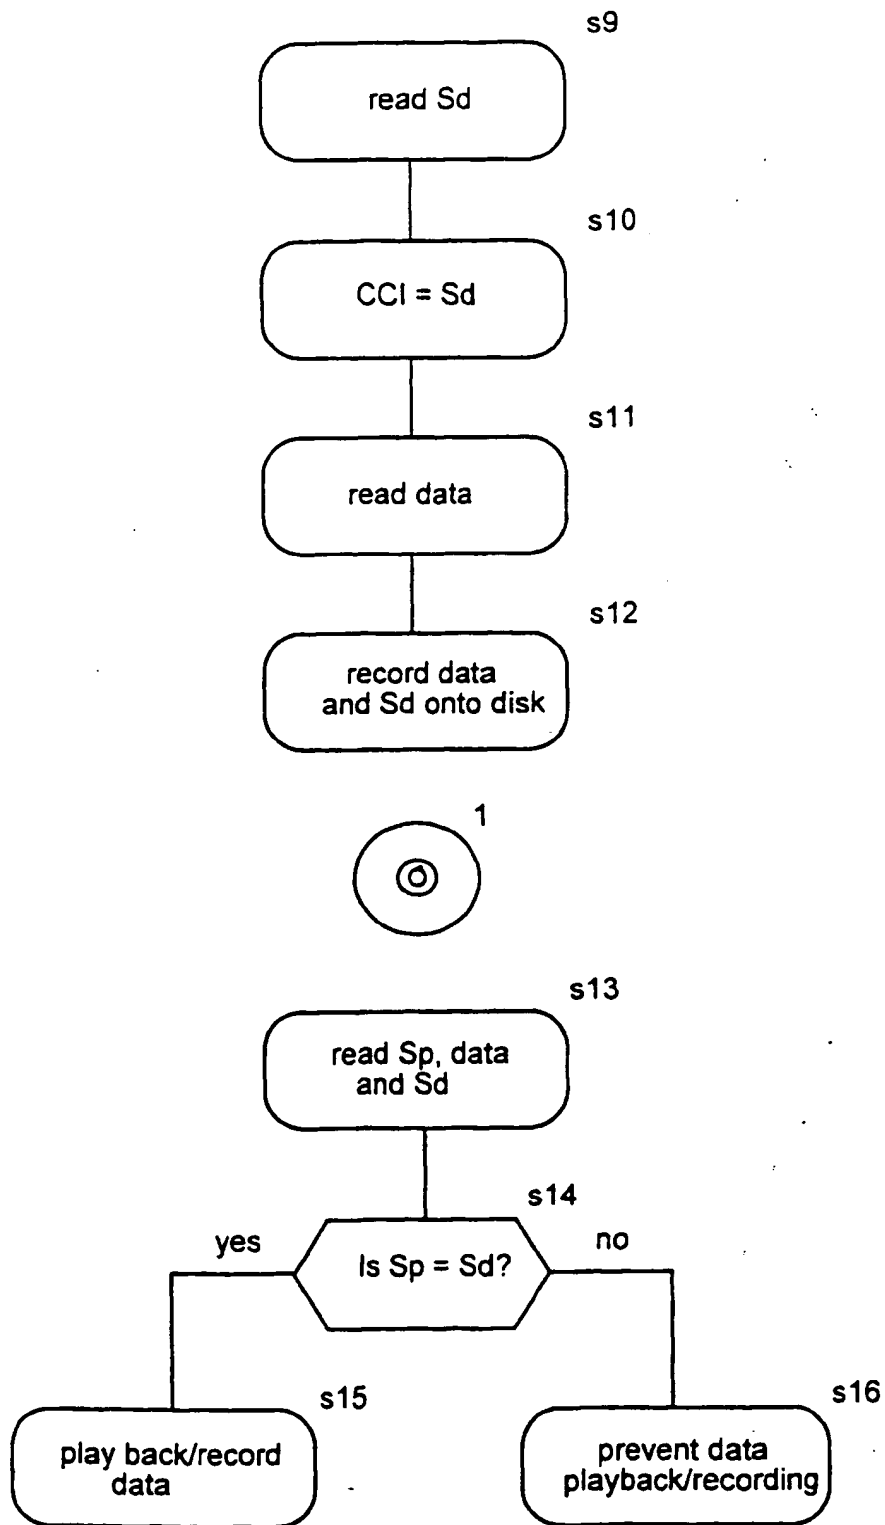 s9
read Sd
s10
CCI = Sd
s11
read data
s12
record data
and Sd onto disk
1
s13
read Sp, data
and Sd
s14
yes
Is Sp = Sd?
no
s15
s16
play back/record
data
prevent data
playback/recording